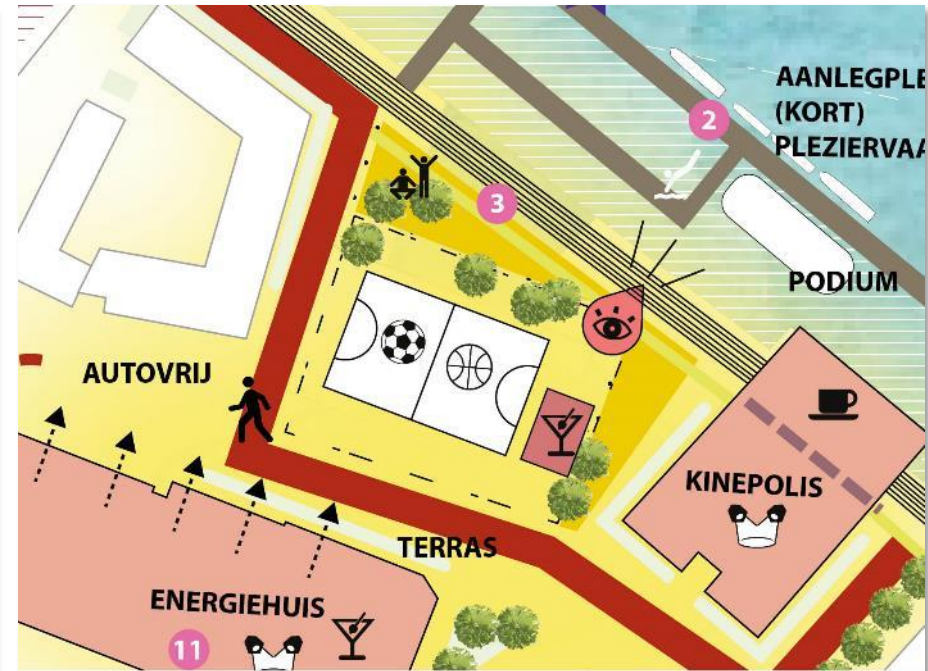 AANLEGPLE
(KORT)
PLEZIERVAA
2
3
PODIUM
AUTOVRIJ
KINEPOLIS
TERRAS
ENERGIEHUIS
11